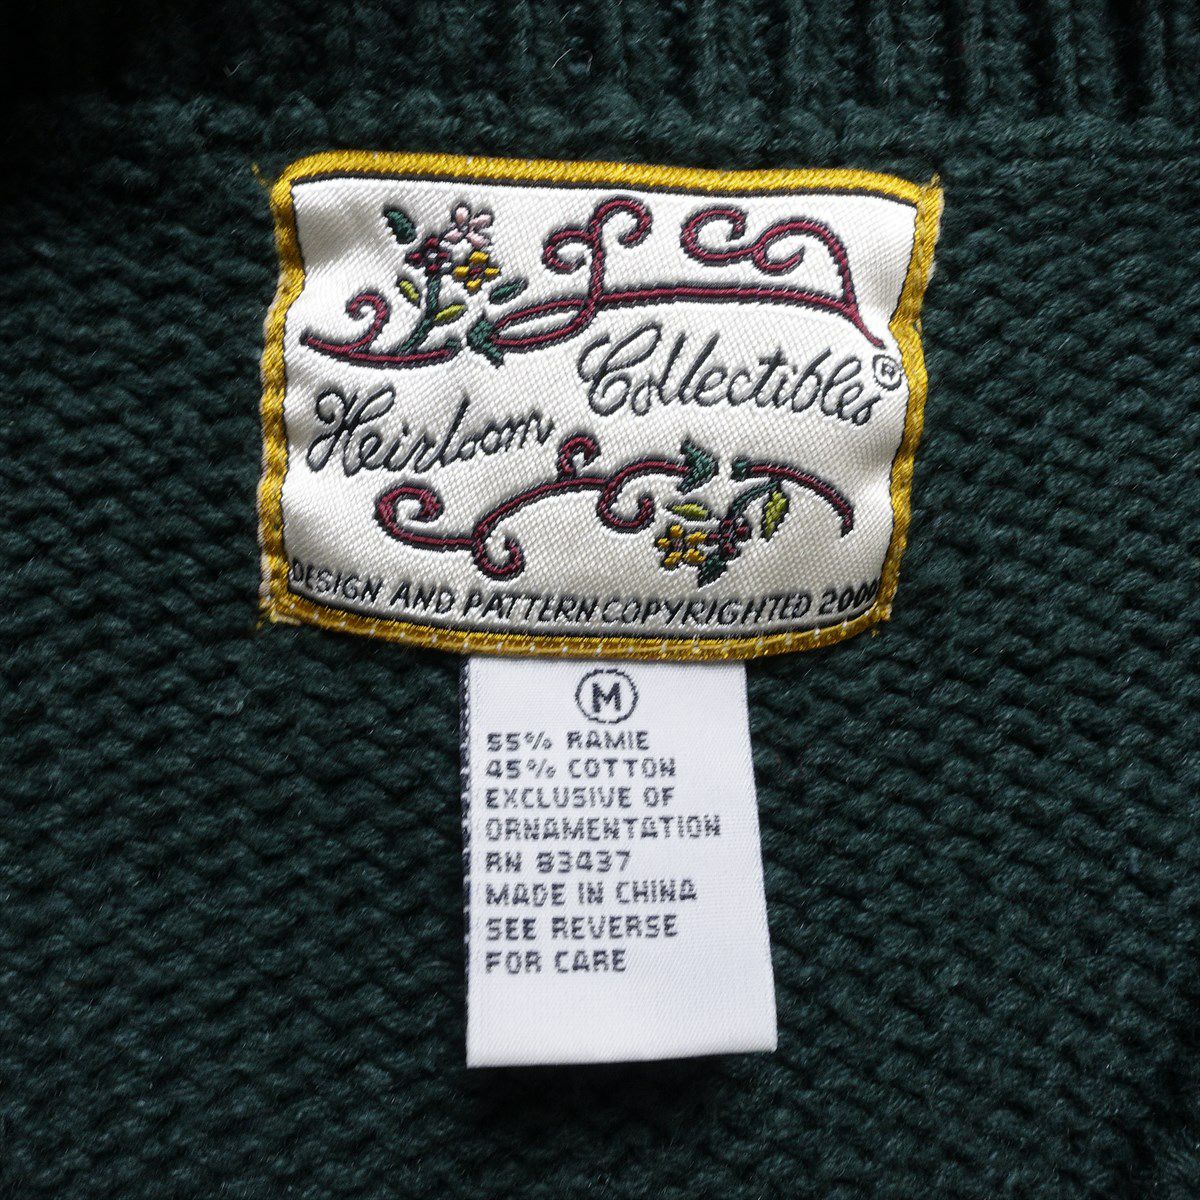 Heirloom Collectibles®
DESIGN AND PATTERN COPYRIGHTED 2000
M
55% RAMIE
45% COTTON
EXCLUSIVE OF
ORNAMENTATION
RN 83437
MADE IN CHINA
SEE REVERSE
FOR CARE